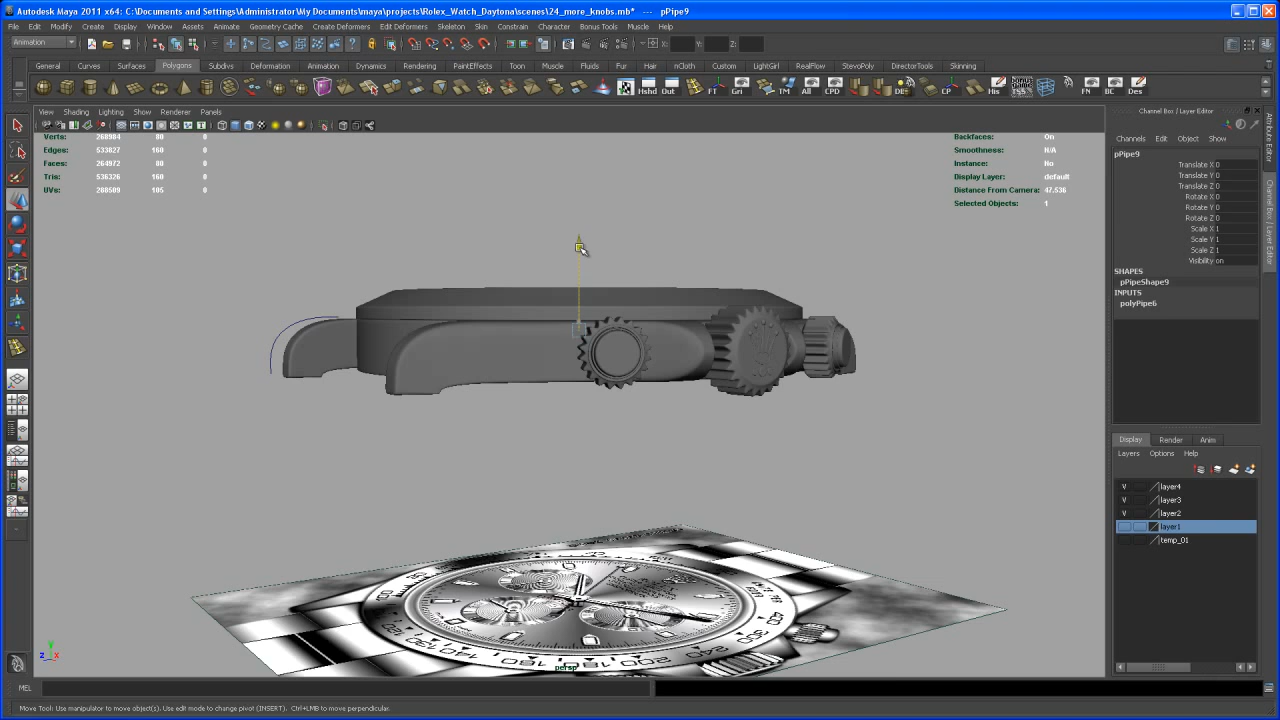 Autodesk Maya 2011 x64: C:\Documents and Settings\Administrator\My Documents\maya\projects\Rolex_Watch_Daytona\scenes\24_more_knobs.mb*   ---   pPipe9
File Edit Modify Create Display Window Assets Animate Geometry Cache Create Deformers Edit Deformers Skeleton Skin Constrain Character Bonus Tools Muscle Help
Animation X: Y: Z:
General Curves Surfaces Polygons Subdivs Deformation Animation Dynamics Rendering PaintEffects Toon Muscle Fluids Fur Hair nCloth Custom LightGirl RealFlow StevoPoly DirectorTools Skinning
Hshd Out FT Gri TM All CPD DE CP His FN DC Des
View Shading Lighting Show Renderer Panels
Channel Box / Layer Editor
Verts: 268984 80 0
Edges: 533827 160 0
Faces: 264972 80 0
Tris: 536326 160 0
UVs: 288509 105 0
Backfaces: On
Smoothness: N/A
Instance: No
Display Layer: default
Distance From Camera: 47.536
Selected Objects: 1
Channels Edit Object Show
pPipe9
Translate X 0
Translate Y 0
Translate Z 0
Rotate X 0
Rotate Y 0
Rotate Z 0
Scale X 1
Scale Y 1
Scale Z 1
Visibility on
SHAPES
pPipeShape9
INPUTS
polyPipe6
Attribute Editor
Channel Box / Layer Editor
Display Render Anim
Layers Options Help
V layer4
V layer3
V layer2
layer1
temp_01
persp
y
z x
MEL
Move Tool: Use manipulator to move object(s). Use edit mode to change pivot (INSERT).  Ctrl+LMB to move perpendicular.